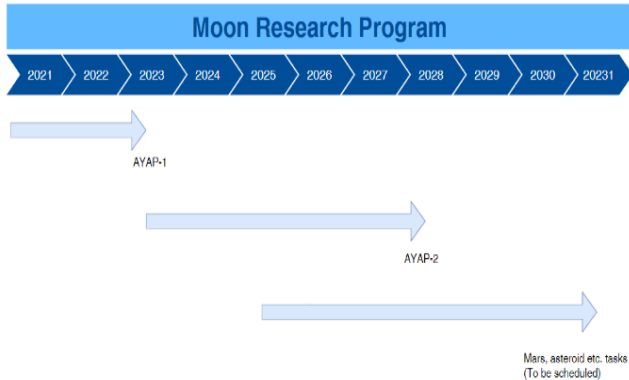 Moon Research Program
2021 2022 2023 2024 2025 2026 2027 2028 2029 2030 20231
AYAP-1
AYAP-2
Mars, asteroid etc. tasks
(To be scheduled)